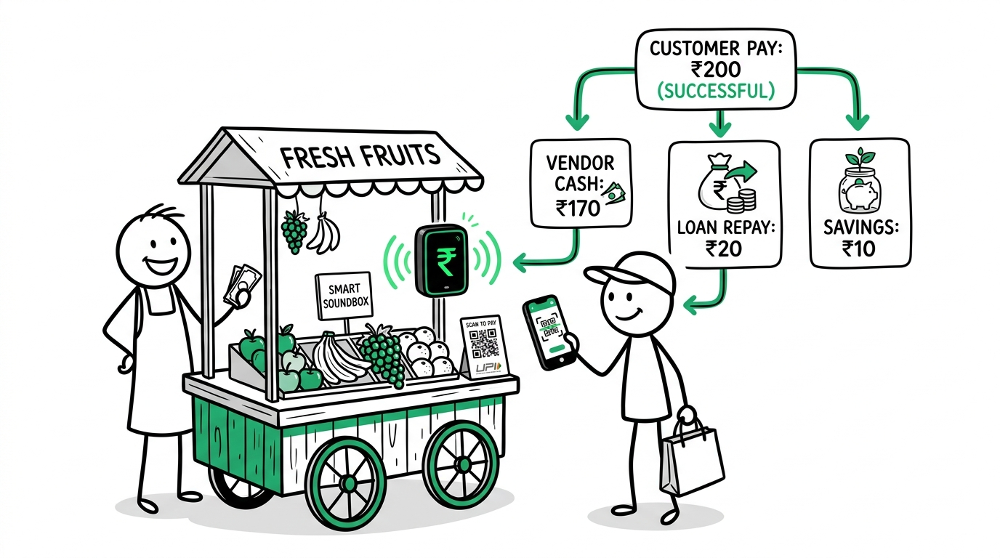 CUSTOMER PAY:
₹200
(SUCCESSFUL)
FRESH FRUITS
VENDOR
CASH:
₹170
LOAN REPAY:
₹20
SAVINGS:
₹10
₹
₹
SMART
SOUNDBOX
SCAN TO PAY
UPI